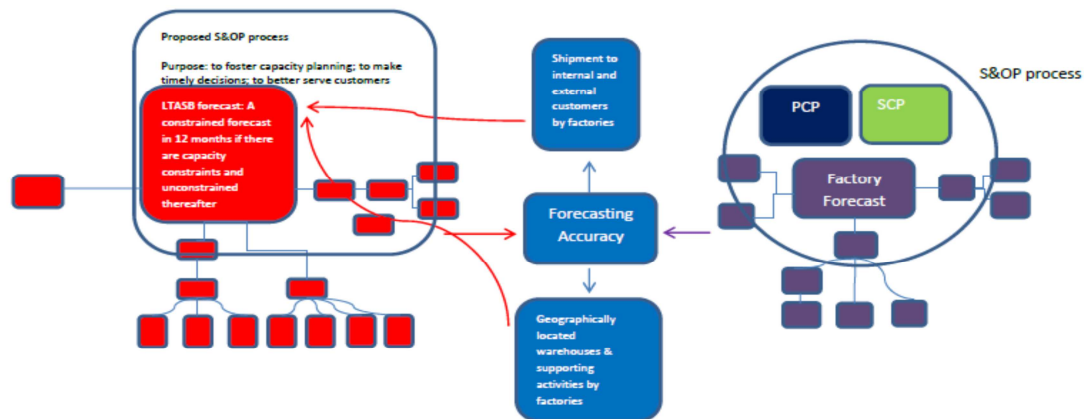 Proposed S&OP process
Purpose: to foster capacity planning; to make
timely decisions; to better serve customers
LTASB forecast: A
constrained forecast
in 12 months if there
are capacity
constraints and
unconstrained
thereafter
Shipment to
internal and
external
customers
by factories
Forecasting
Accuracy
Geographically
located
warehouses &
supporting
activities by
factories
S&OP process
PCP
SCP
Factory
Forecast